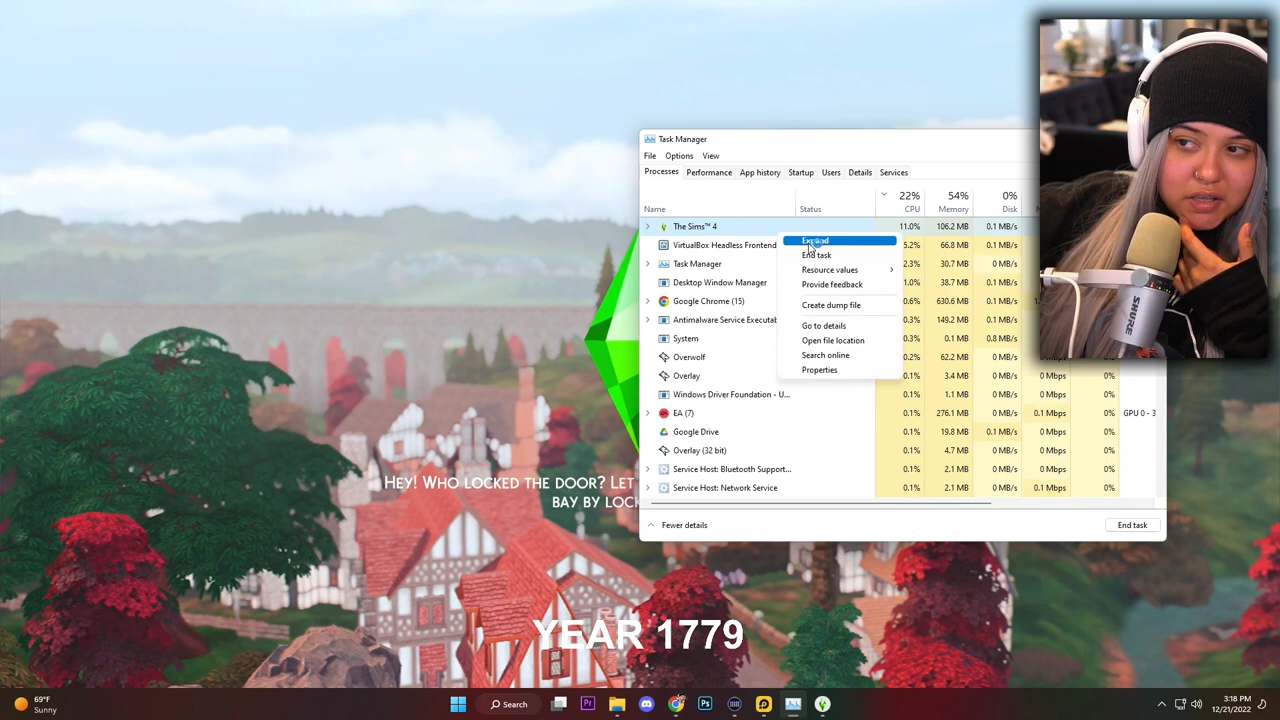 Task Manager
File Options View
Processes Performance App history Startup Users Details Services
22% 54% 0%
Name Status CPU Memory Disk
The Sims™ 4 11.0% 106.2 MB 0.1 MB/s
VirtualBox Headless Frontend 5.2% 66.8 MB 0.1 MB/s
Task Manager 2.3% 30.7 MB 0 MB/s
Desktop Window Manager 1.0% 38.7 MB 0.1 MB/s
Google Chrome (15) 0.6% 630.6 MB 0.1 MB/s
Antimalware Service Executab 0.3% 149.2 MB 0.1 MB/s
System 0.3% 0.1 MB 0.8 MB/s
Overwolf 0.2% 62.2 MB 0.1 MB/s
Overlay 0.1% 3.4 MB 0 MB/s 0 Mbps 0%
Windows Driver Foundation - U... 0.1% 1.1 MB 0 MB/s 0 Mbps 0%
EA (7) 0.1% 276.1 MB 0 MB/s 0.1 Mbps 0% GPU 0 - 3
Google Drive 0.1% 19.8 MB 0.1 MB/s 0 Mbps 0%
Overlay (32 bit) 0.1% 4.7 MB 0 MB/s 0 Mbps 0%
Service Host: Bluetooth Support... 0.1% 2.1 MB 0 MB/s 0 Mbps 0%
Service Host: Network Service 0.1% 2.1 MB 0 MB/s 0.1 Mbps 0%
Expand
End task
Resource values
Provide feedback
Create dump file
Go to details
Open file location
Search online
Properties
Fewer details End task
HEY! WHO LOCKED THE DOOR? LET
BAY BY LOCK
SHURE
YEAR 1779
69°F
Sunny
Search
Pr
Ps
3:18 PM
12/21/2022